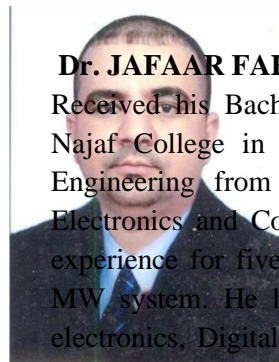 Dr. JAFAAR FAH
Received his Bach
Najaf College in
Engineering from
Electronics and Co
experience for five
MW system. He h
electronics, Digital